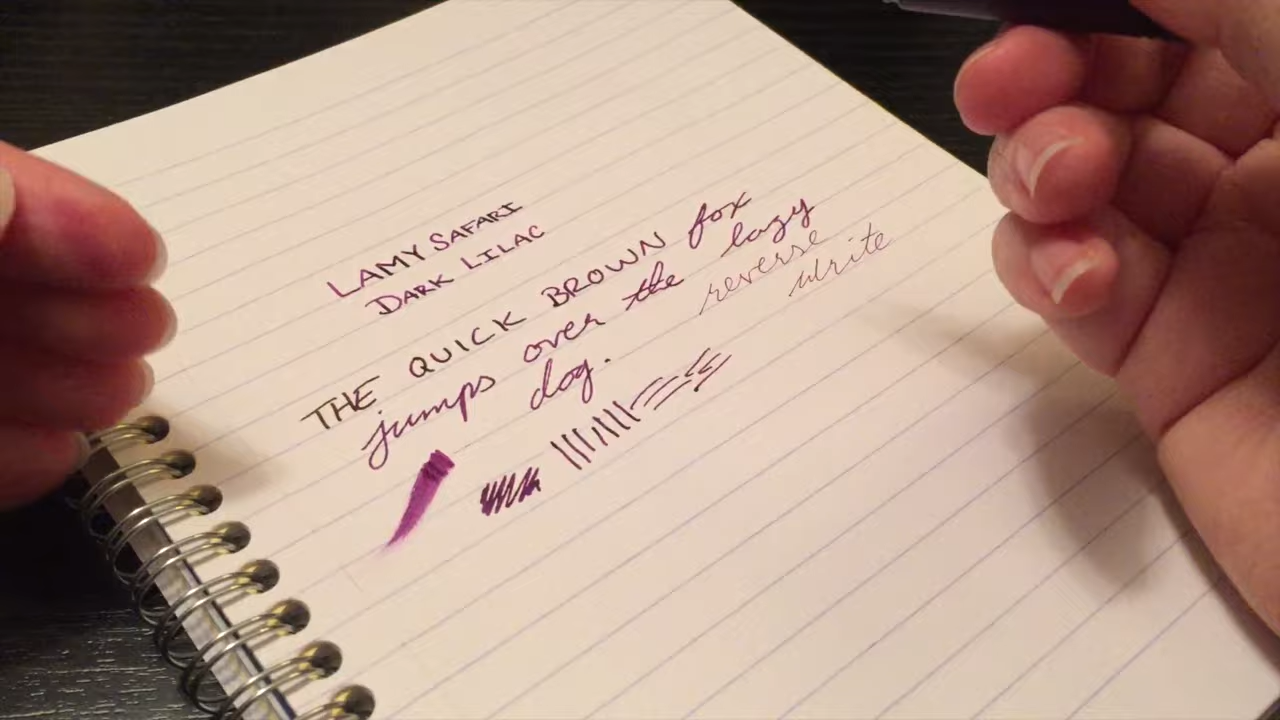 LAMY SAFARI
DARK LILAC
THE QUICK BROWN fox
jumps over the lazy
dog.
reverse
write